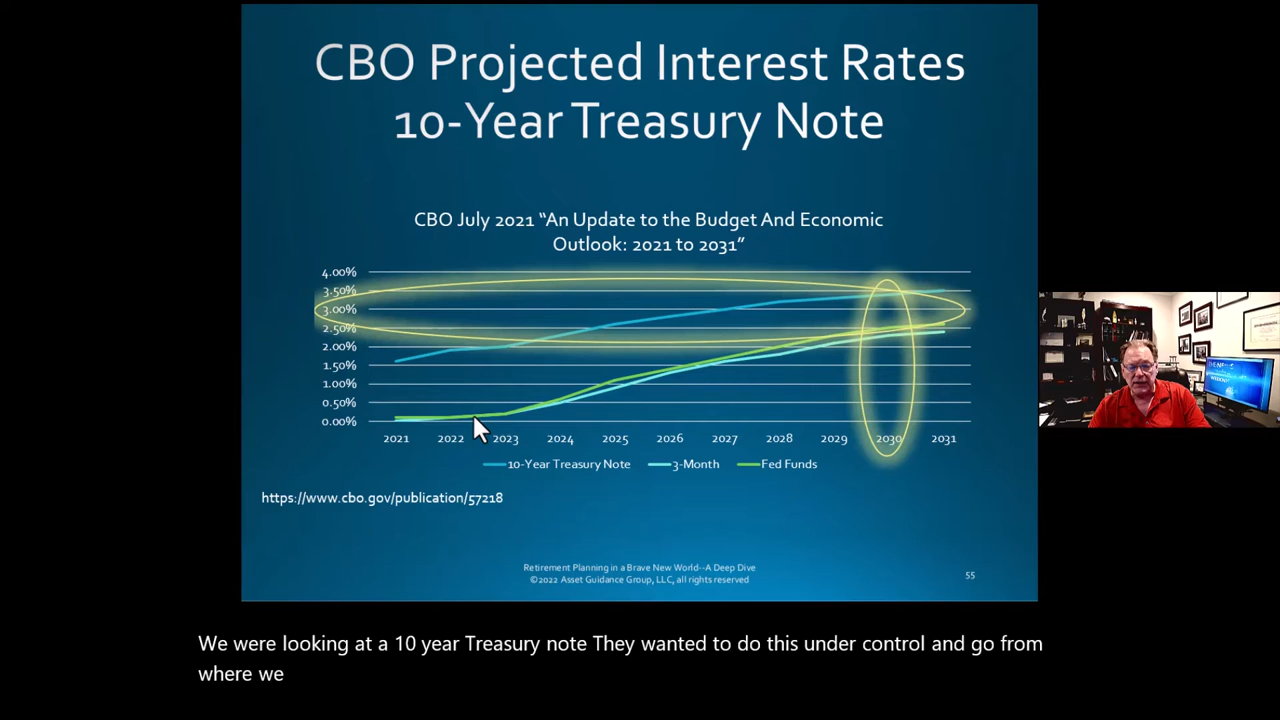 CBO Projected Interest Rates
10-Year Treasury Note
CBO July 2021 “An Update to the Budget And Economic
Outlook: 2021 to 2031”
4.00%
3.50%
3.00%
2.50%
2.00%
1.50%
1.00%
0.50%
0.00%
2021 2022 2023 2024 2025 2026 2027 2028 2029 2030 2031
10-Year Treasury Note 3-Month Fed Funds
https://www.cbo.gov/publication/57218
Retirement Planning in a Brave New World--A Deep Dive
©2022 Asset Guidance Group, LLC, all rights reserved
55
We were looking at a 10 year Treasury note They wanted to do this under control and go from
where we